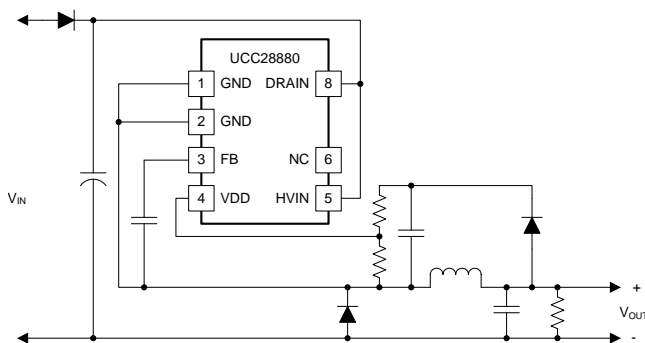 UCC28880
1 GND DRAIN 8
2 GND
3 FB NC 6
4 VDD HVIN 5
VIN
+
VOUT
-